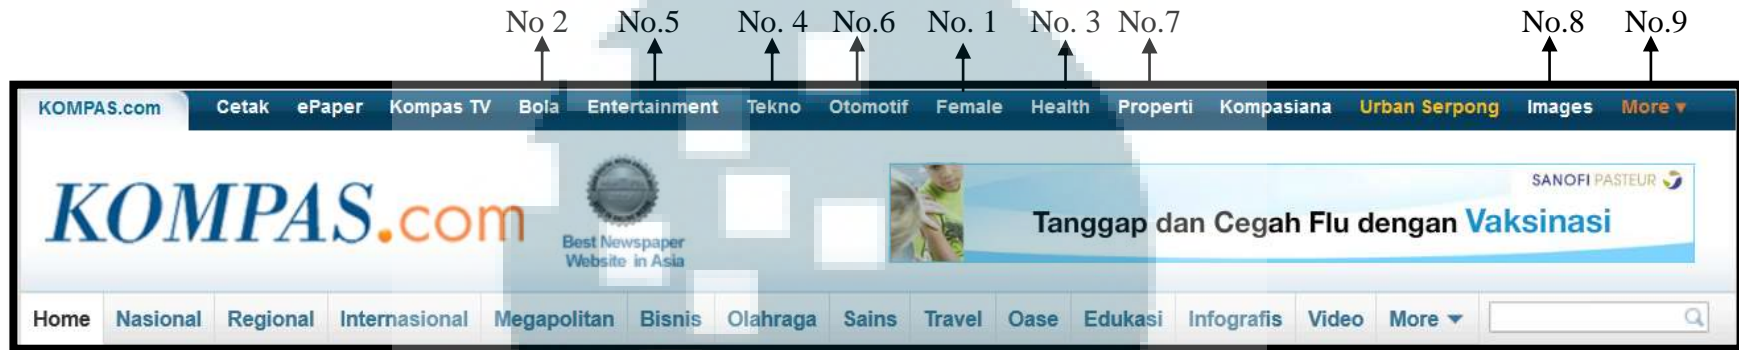 No 2 No.5 No. 4 No.6 No. 1 No. 3 No.7 No.8 No.9
KOMPAS.com Cetak ePaper Kompas TV Bola Entertainment Tekno Otomotif Female Health Properti Kompasiana Urban Serpong Images More
KOMPAS.com
Best Newspaper
Website in Asia
SANOFI PASTEUR
Tanggap dan Cegah Flu dengan Vaksinasi
Home Nasional Regional Internasional Megapolitan Bisnis Olahraga Sains Travel Oase Edukasi Infografis Video More